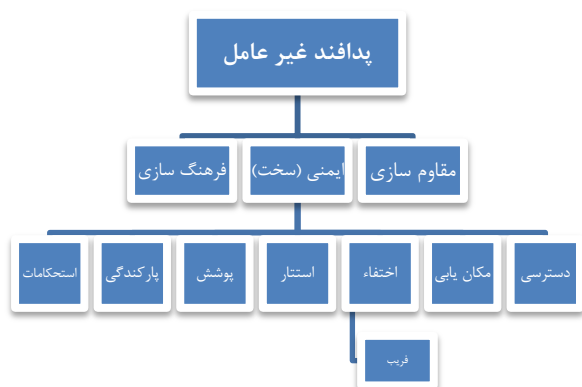 پدافند غیر عامل
مقاوم سازی
ایمنی (سخت)
فرهنگ سازی
دسترسی
مکان یابی
اختفاء
استتار
پوشش
پارکندگی
استحکامات
فریب